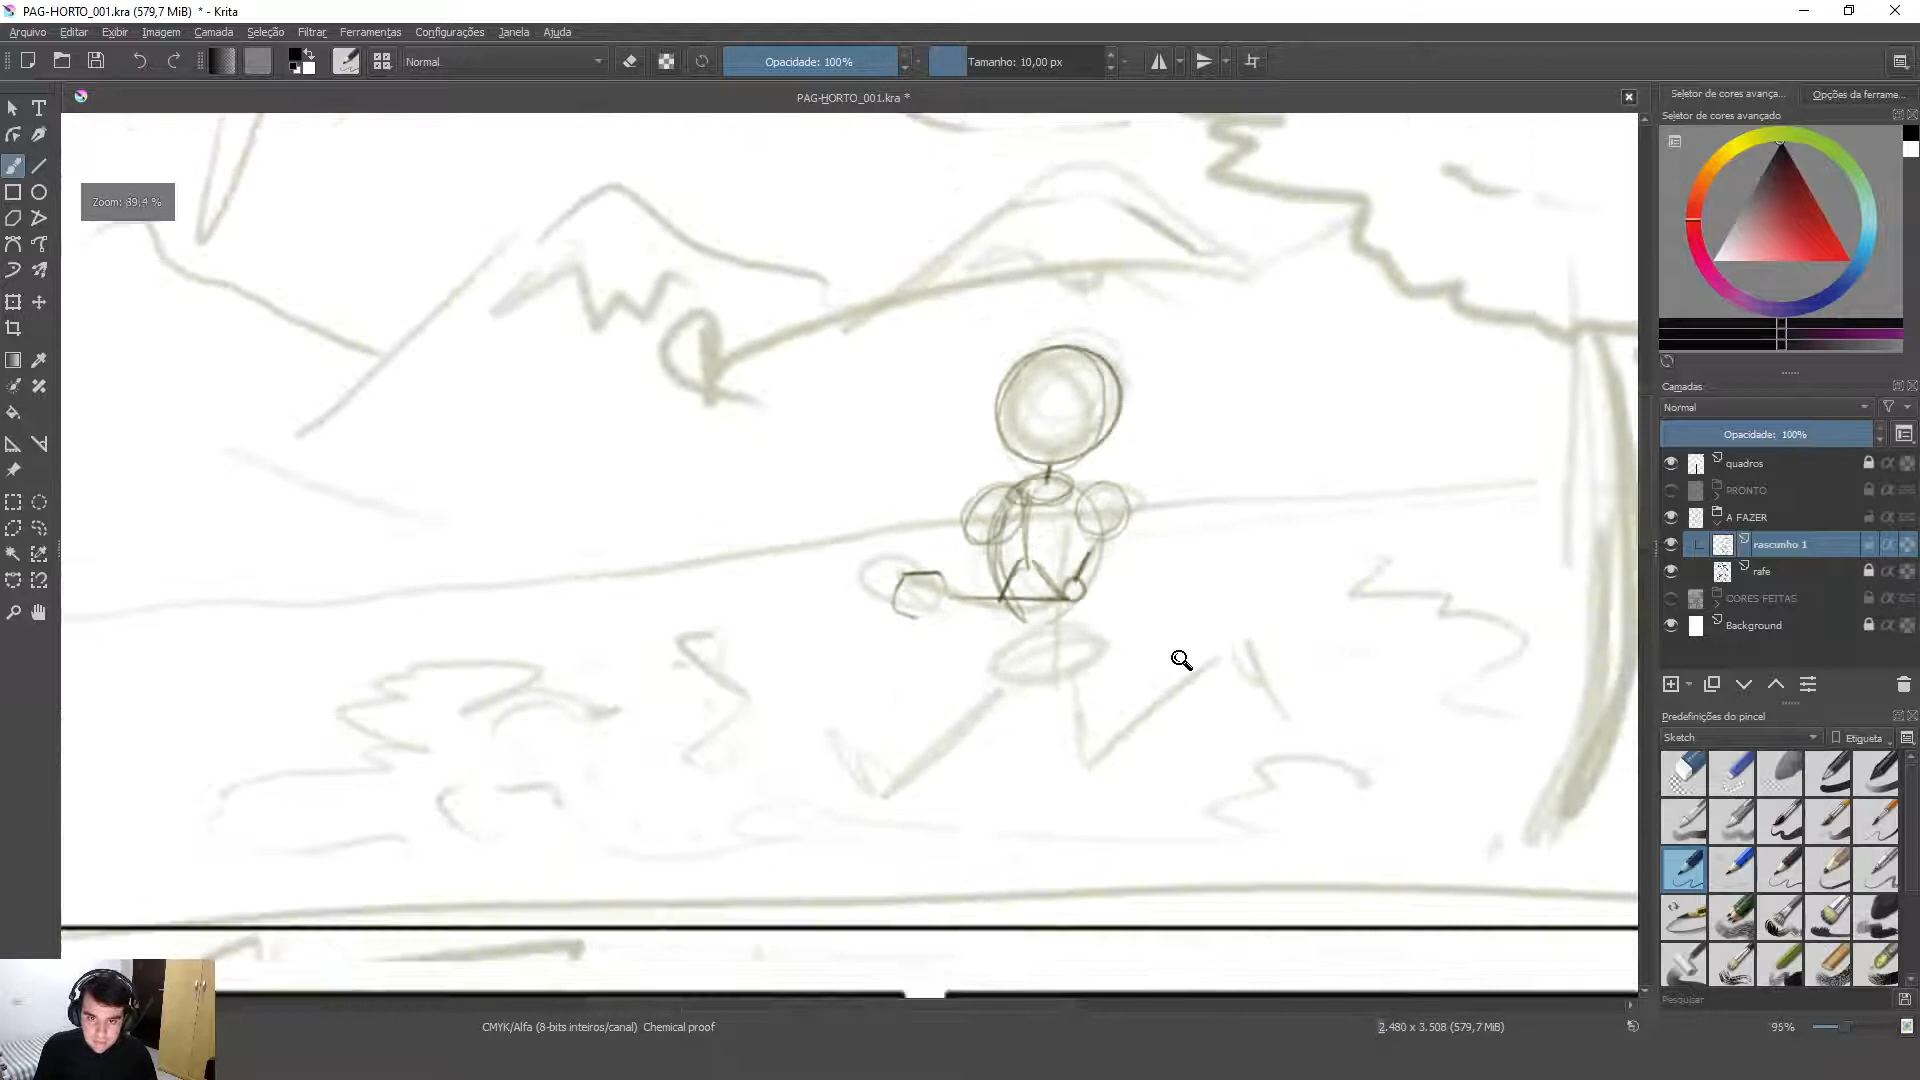 PAG-HORTO_001.kra (579,7 MiB) * - Krita
Arquivo Editar Exibir Imagem Camada Seleção Filtrar Ferramentas Configurações Janela Ajuda
Normal
Opacidade: 100%
Tamanho: 10,00 px
PAG-HORTO_001.kra *
Seletor de cores avança...
Opções da ferrame...
Seletor de cores avançado
Zoom: 89,4 %
Camadas
Normal
Opacidade: 100%
quadros
PRONTO
A FAZER
rascunho 1
rafe
CORES FEITAS
Background
Predefinições do pincel
Sketch
Etiqueta
Pesquisar
CMYK/Alfa (8-bits inteiros/canal) Chemical proof
2.480 x 3.508 (579,7 MiB)
95%